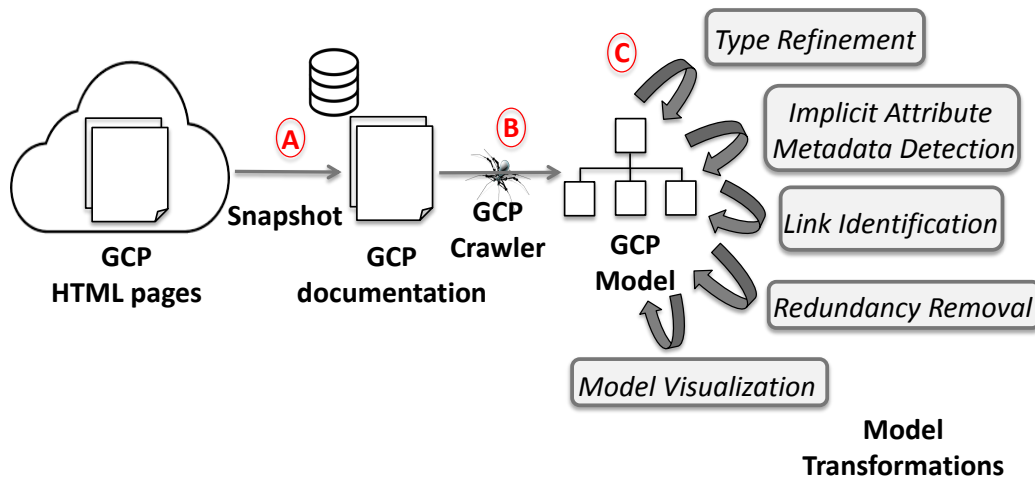 C
Type Refinement
A
B
Implicit Attribute
Metadata Detection
Snapshot
GCP
Crawler
Link Identification
GCP
HTML pages
GCP
documentation
GCP
Model
Redundancy Removal
Model Visualization
Model
Transformations